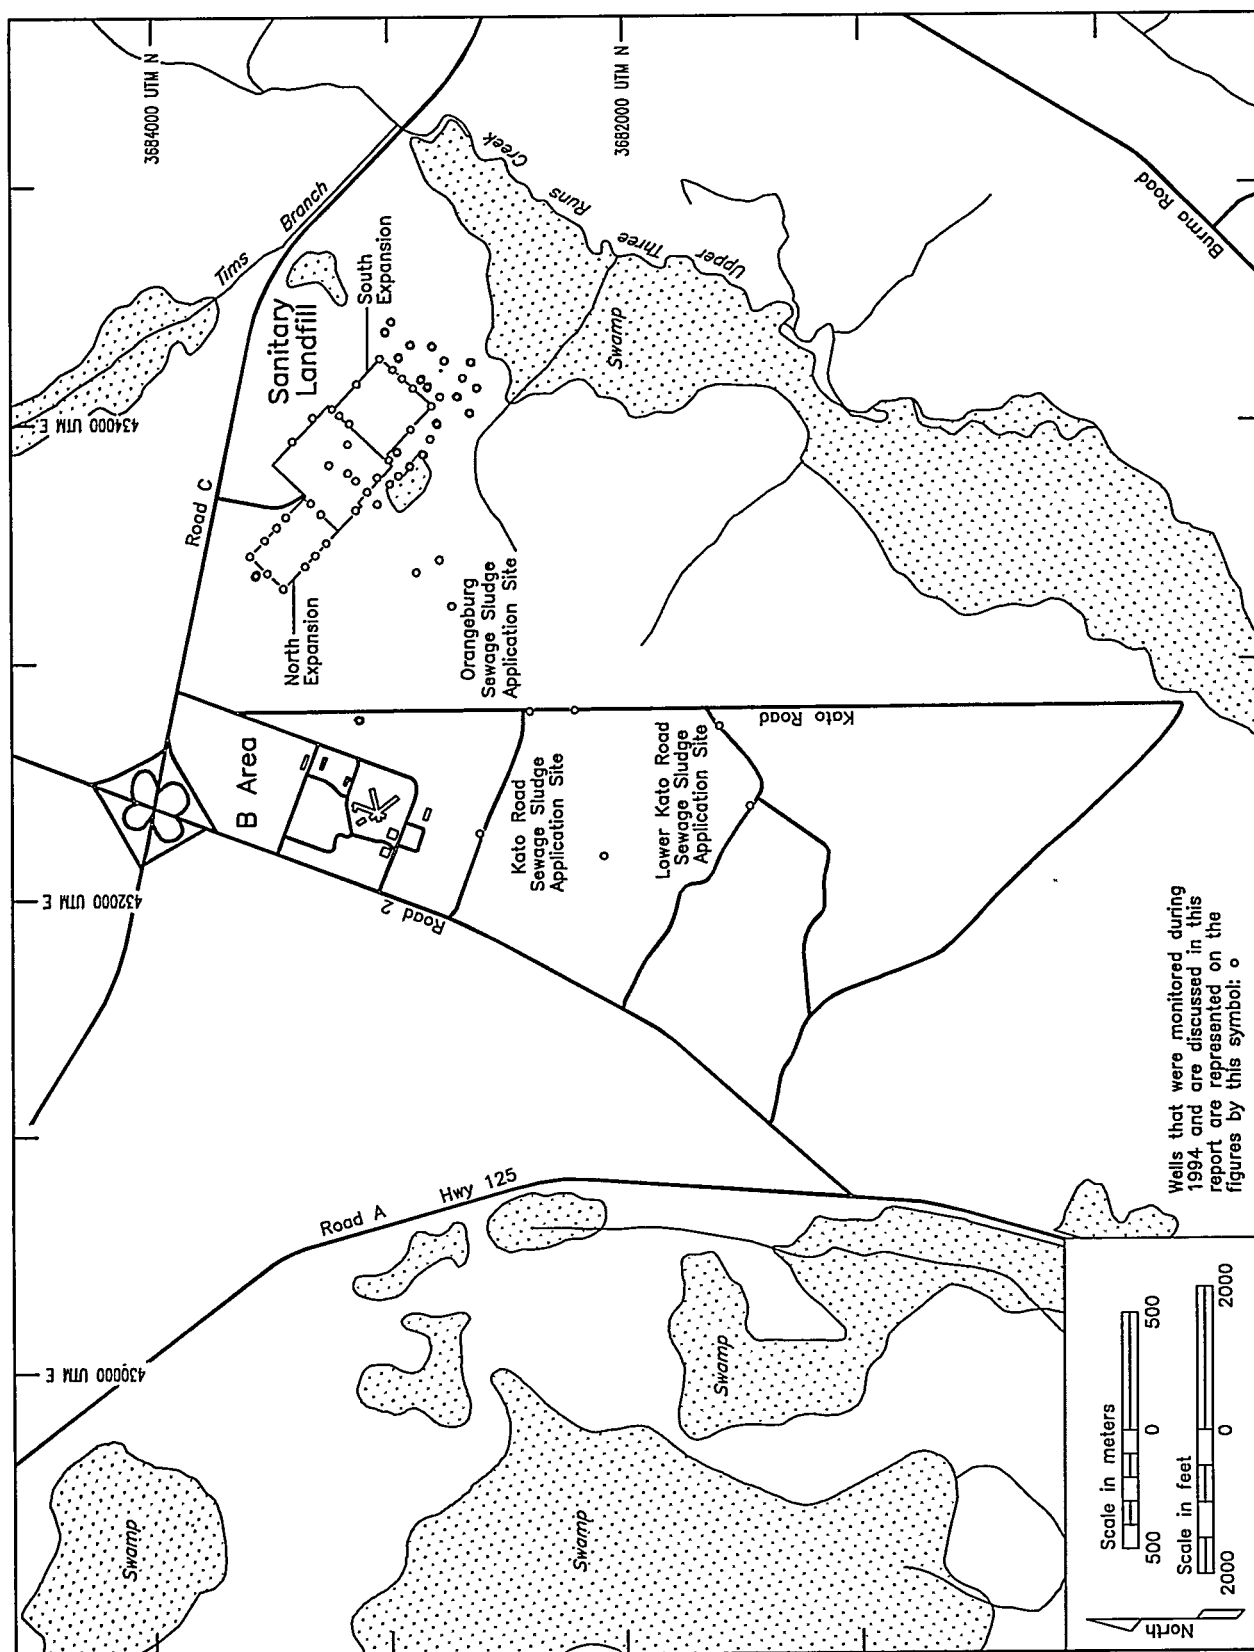 Swamp
Road A
Hwy 125
Swamp
Swamp
430000 UTM E
432000 UTM E
434000 UTM E
3684000 UTM N
3682000 UTM N
Road 2
B Area
Road C
Tims
Branch
Sanitary
Landfill
South
Expansion
North
Expansion
Orangeburg
Sewage Sludge
Application Site
Kato Road
Sewage Sludge
Application Site
Lower Kato Road
Sewage Sludge
Application Site
Kato Road
Swamp
Upper
Three
Runs
Creek
Burma Road
Wells that were monitored during
1994 and are discussed in this
report are represented on the
figures by this symbol:
North
Scale in meters
500 0 500
Scale in feet
2000 0 2000